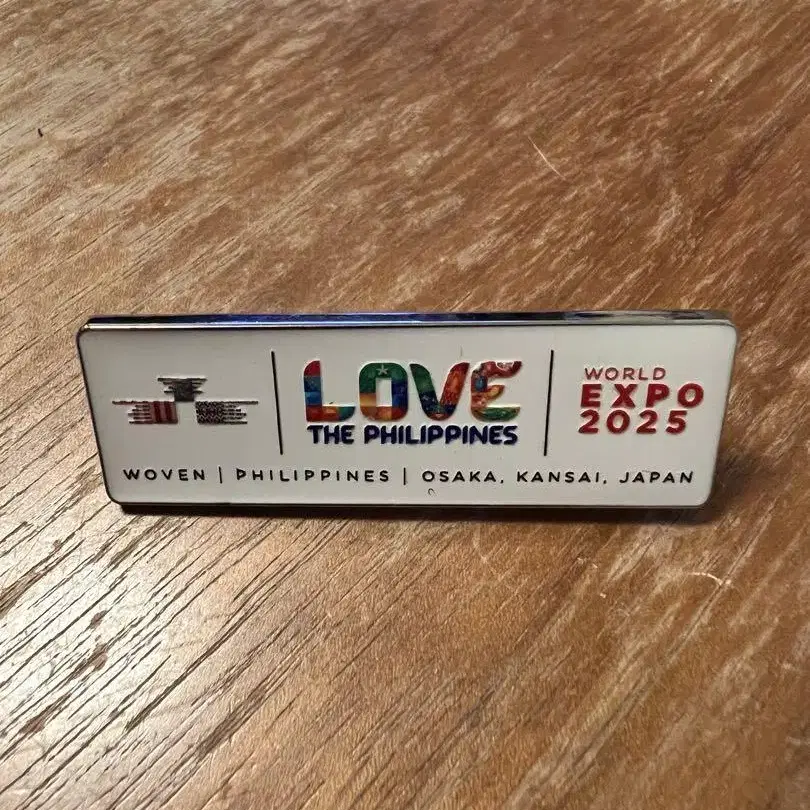 LOVE
THE PHILIPPINES
WORLD
EXPO
2025
WOVEN | PHILIPPINES | OSAKA, KANSAI, JAPAN